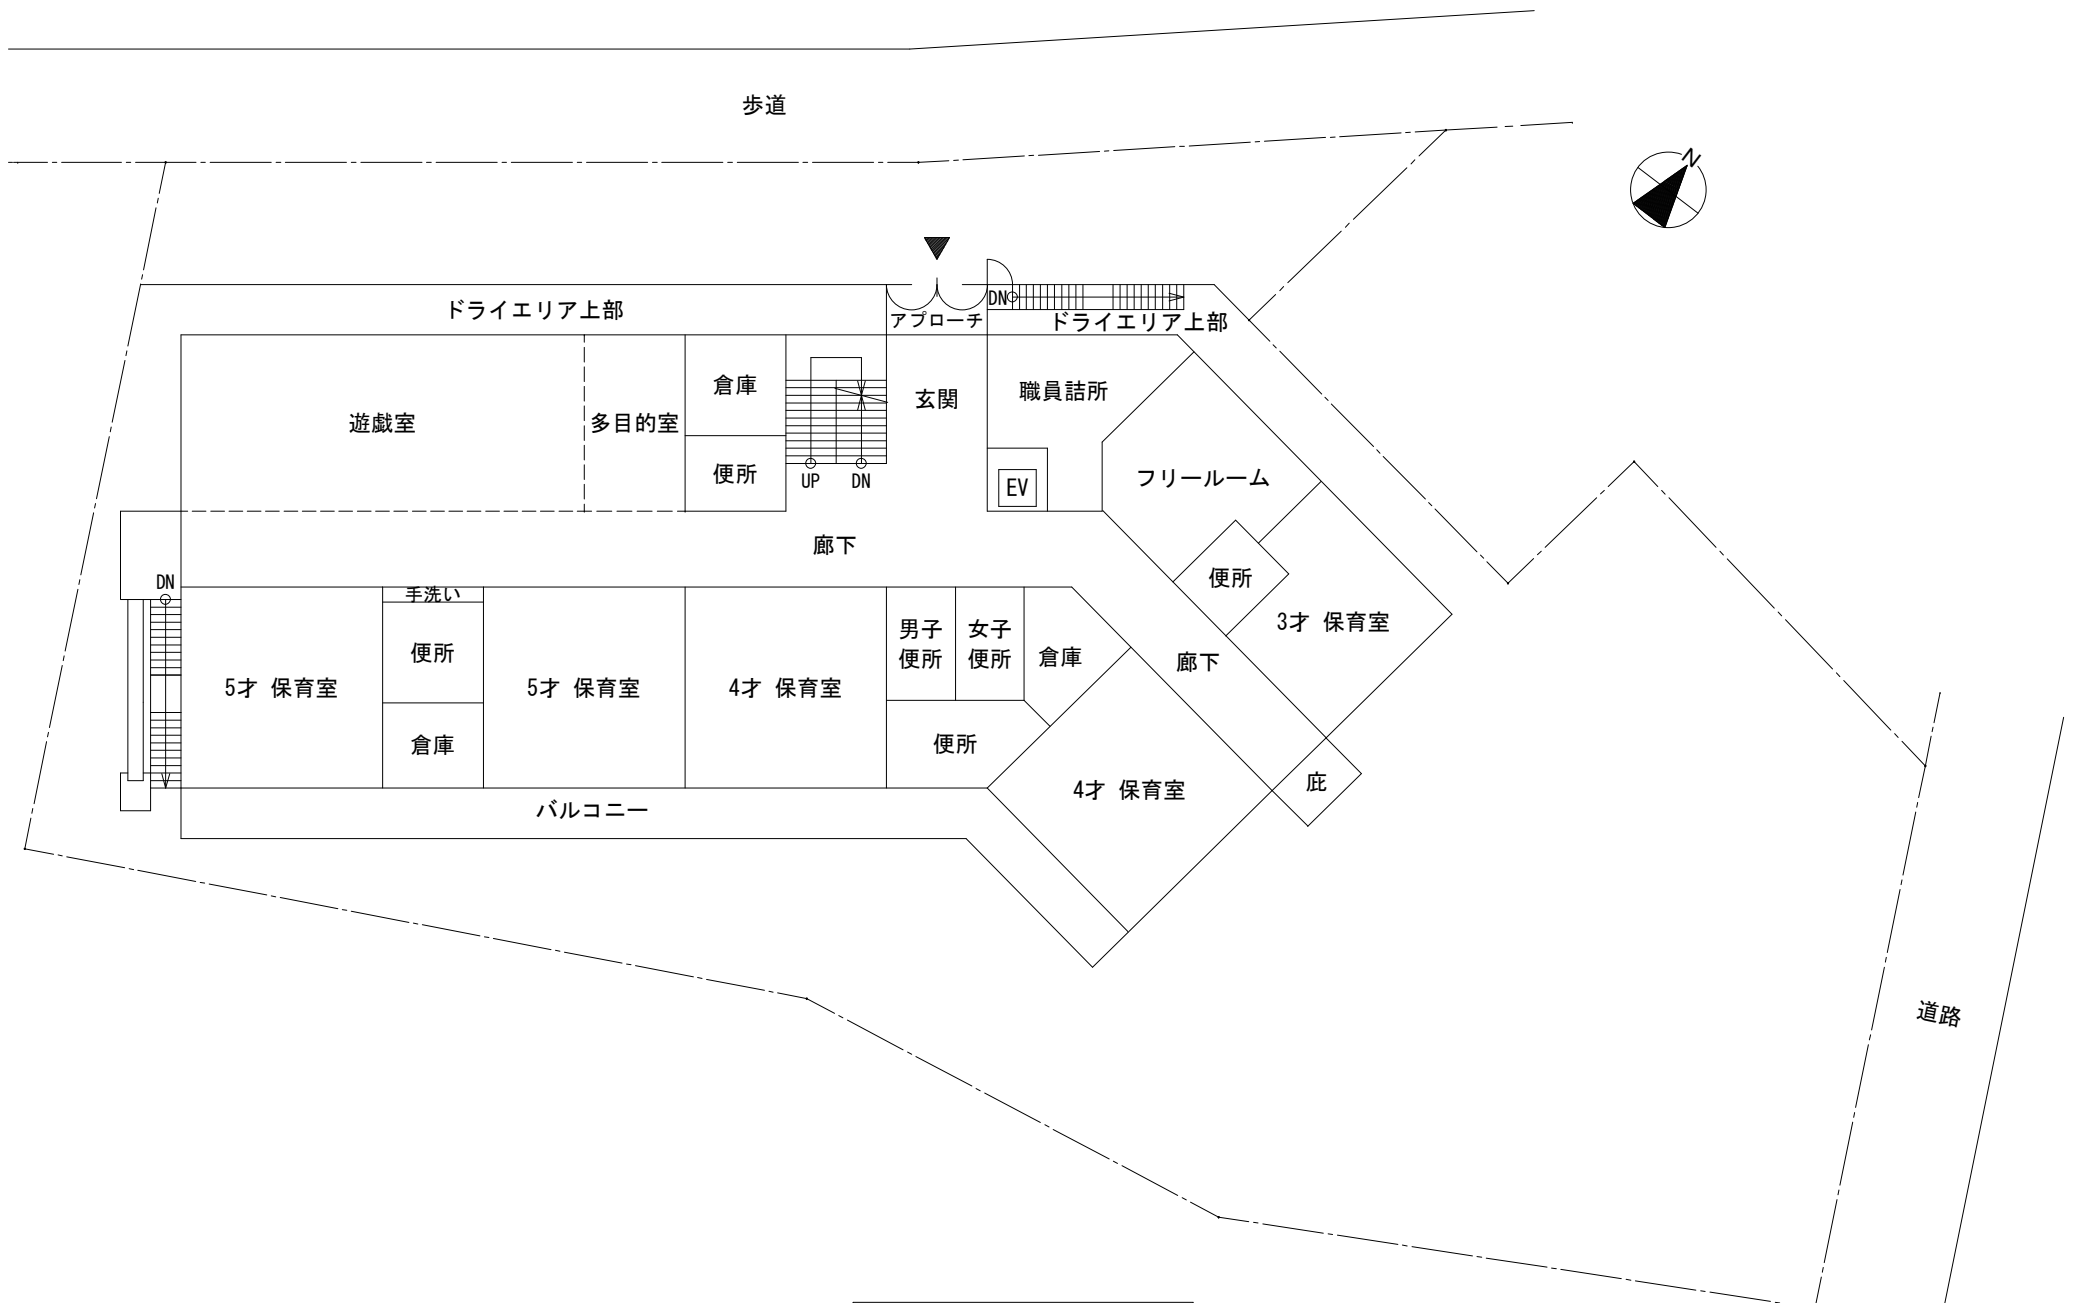 歩道
N
ドライエリア上部
アプローチ
DN
ドライエリア上部
遊戯室
多目的室
倉庫
便所
UP
DN
玄関
職員詰所
EV
フリールーム
便所
3才 保育室
廊下
DN
手洗い
5才 保育室
便所
倉庫
5才 保育室
4才 保育室
男子
便所
女子
便所
倉庫
便所
廊下
4才 保育室
庇
バルコニー
道路